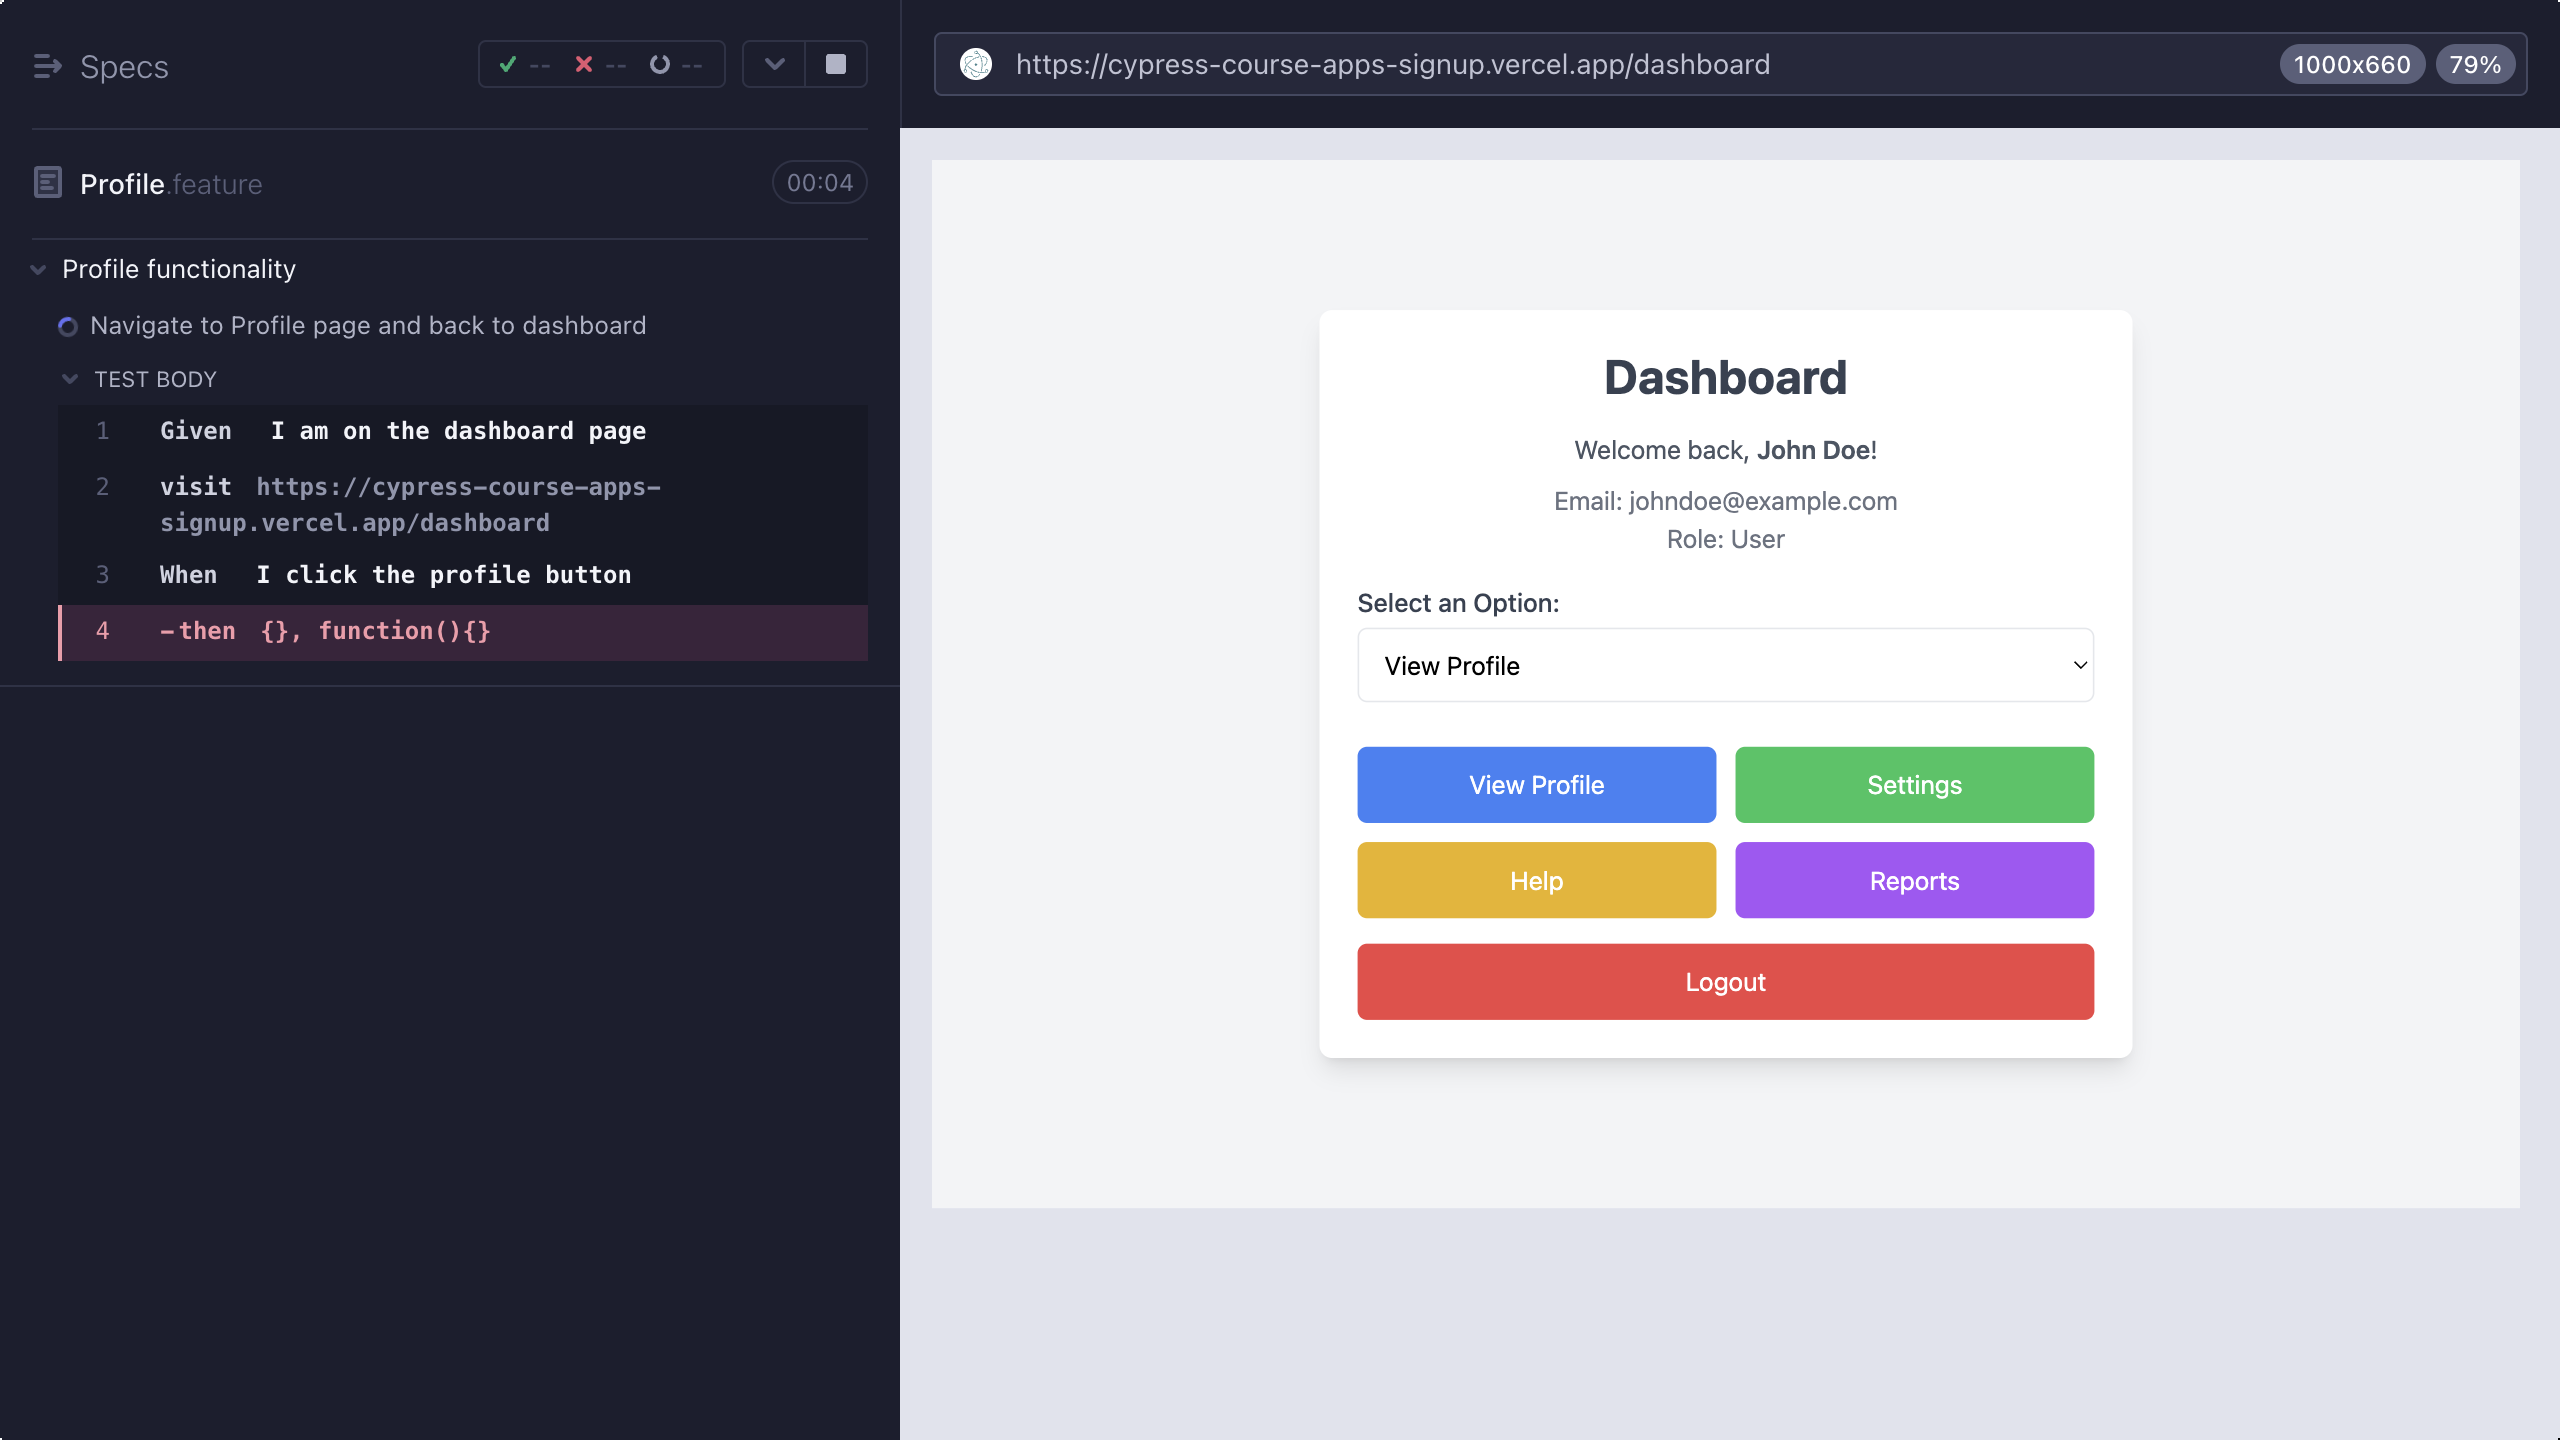 Specs
-- -- --
Profile.feature
00:04
Profile functionality
Navigate to Profile page and back to dashboard
TEST BODY
1 Given I am on the dashboard page
2 visit https://cypress-course-apps-
signup.vercel.app/dashboard
3 When I click the profile button
4 -then {}, function(){}
https://cypress-course-apps-signup.vercel.app/dashboard
1000x660
79%
Dashboard
Welcome back, John Doe!
Email: johndoe@example.com
Role: User
Select an Option:
View Profile
View Profile
Settings
Help
Reports
Logout